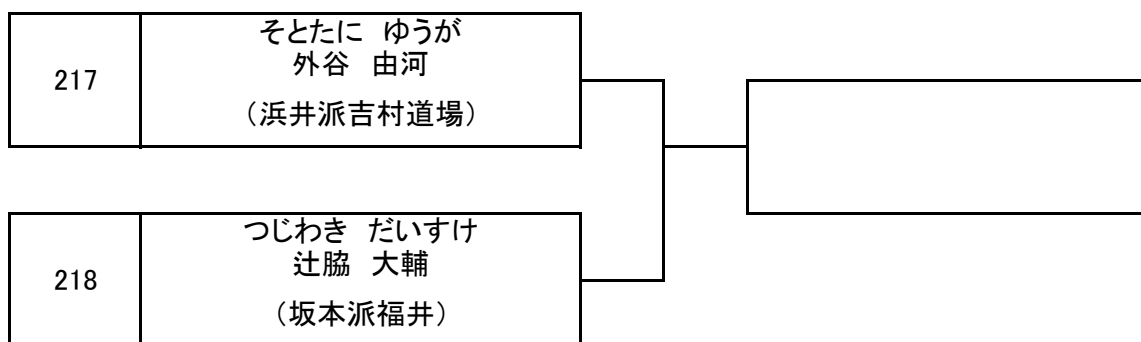 217
そとたに　ゆうが
外谷　由河
（浜井派吉村道場）
218
つじわき　だいすけ
辻脇　大輔
（坂本派福井）